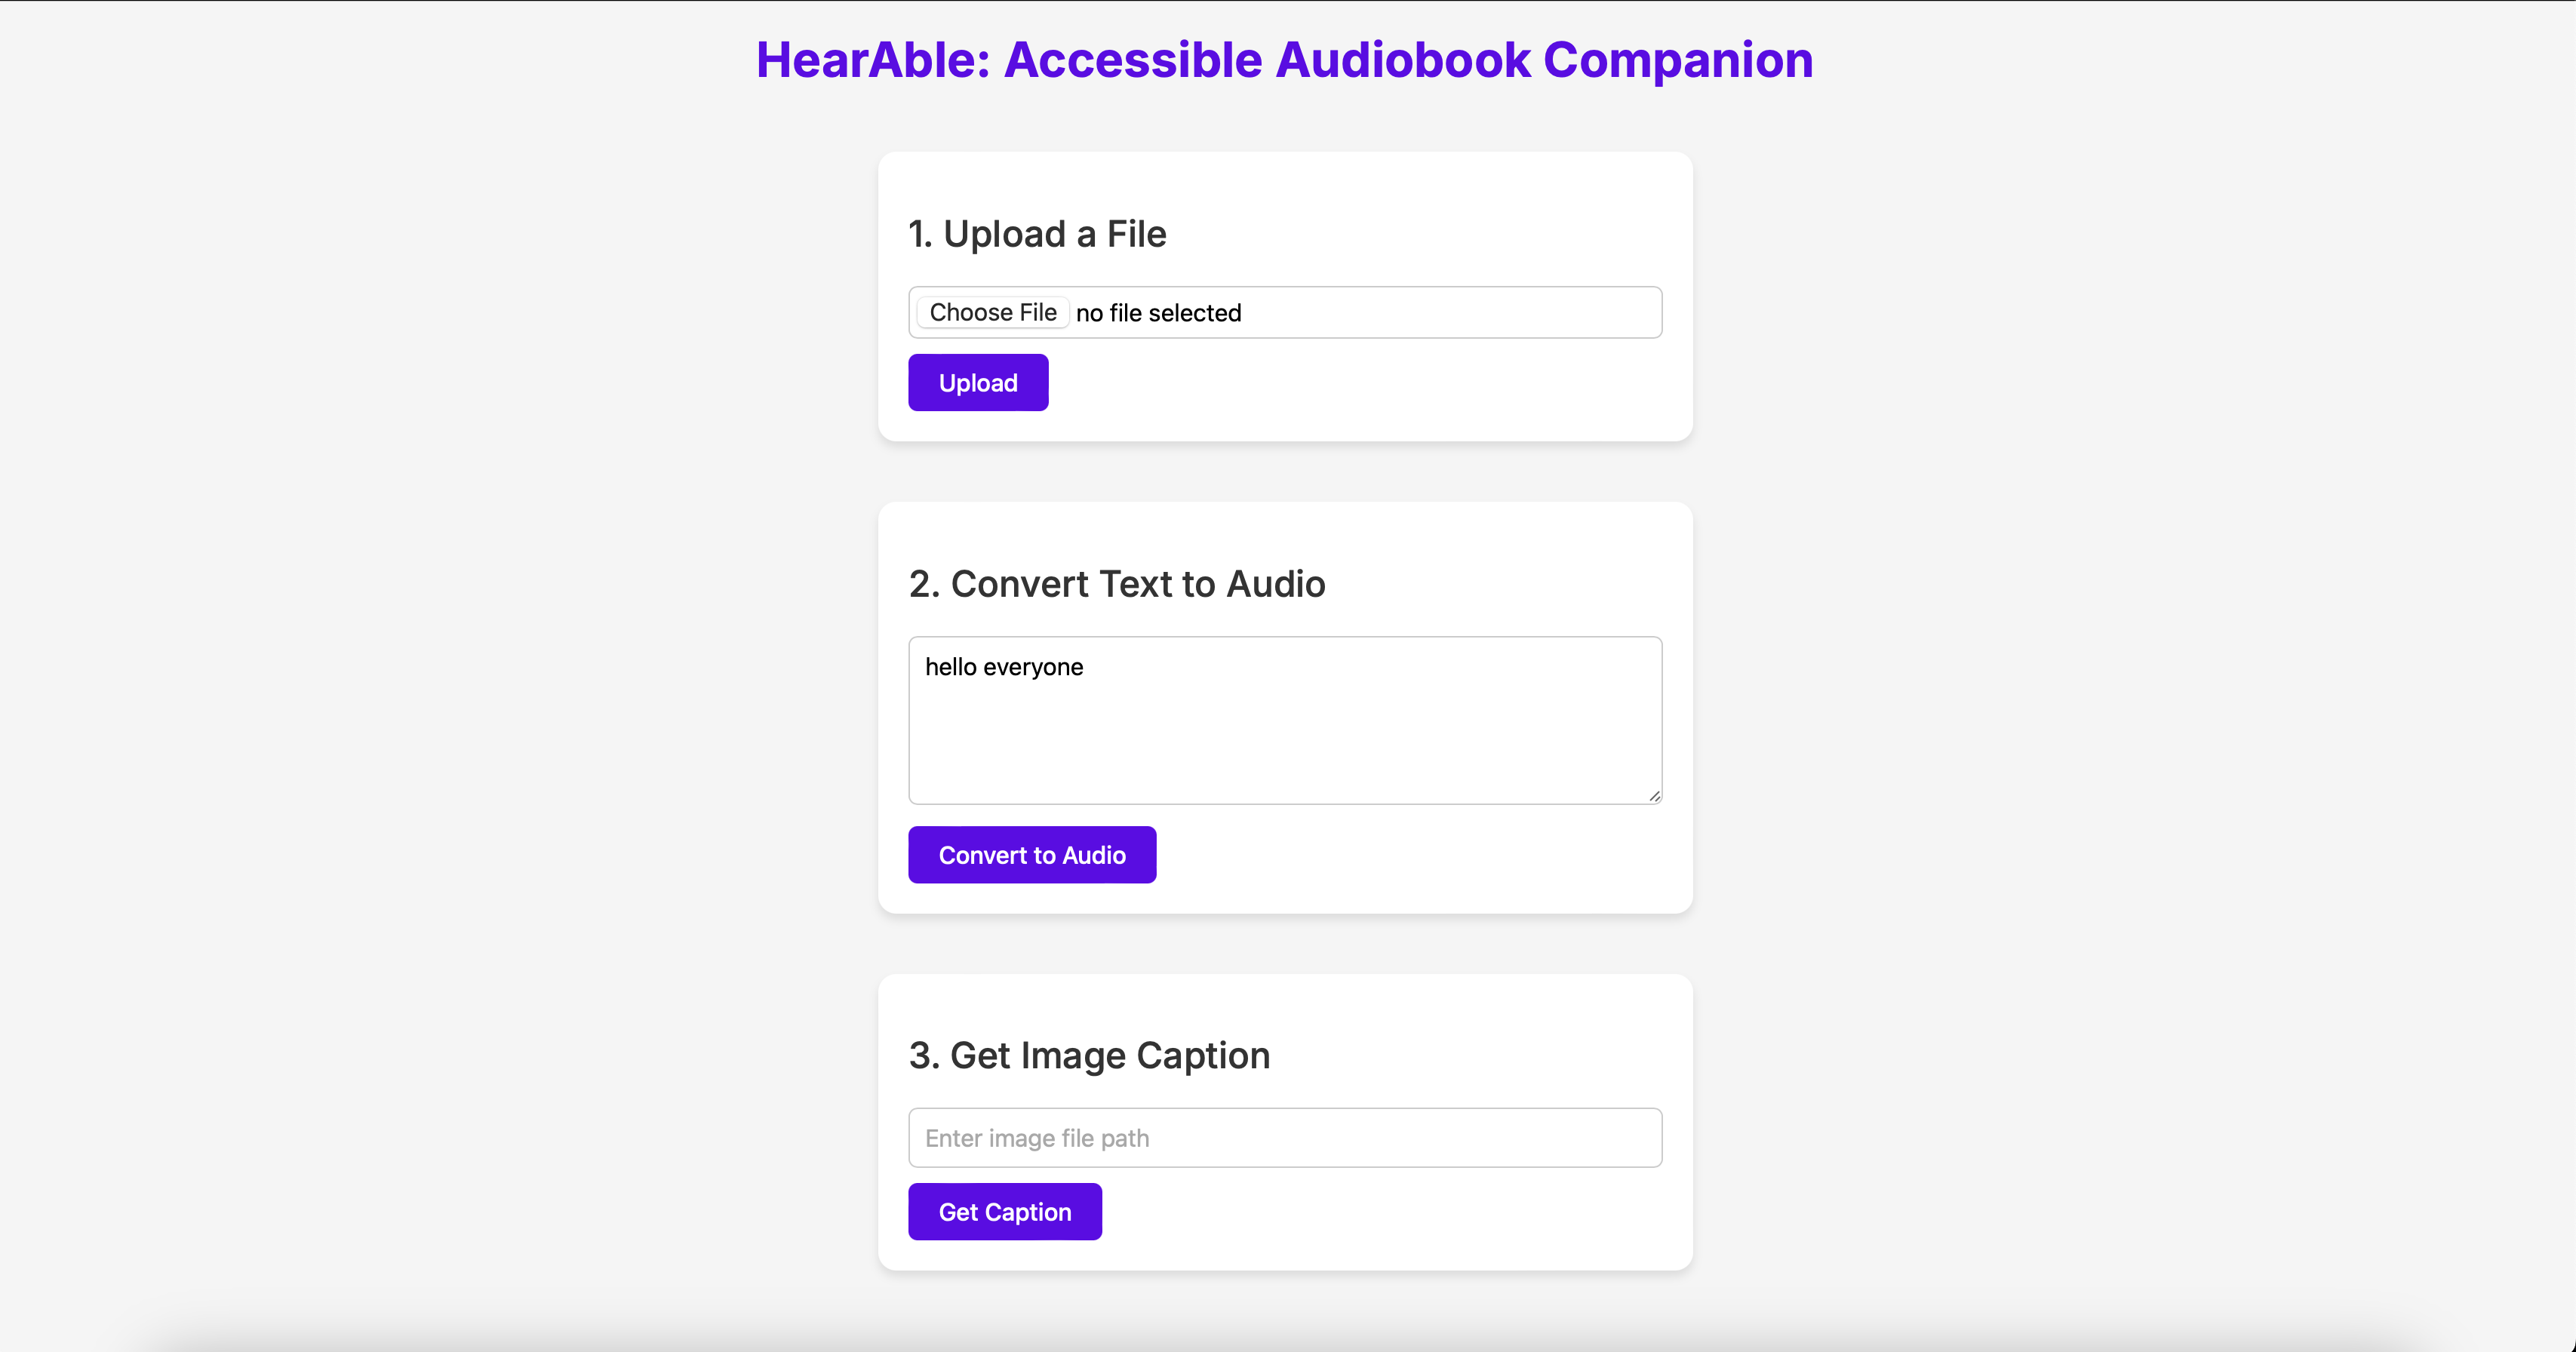 HearAble: Accessible Audiobook Companion
1. Upload a File
Choose File no file selected
Upload
2. Convert Text to Audio
hello everyone
Convert to Audio
3. Get Image Caption
Enter image file path
Get Caption